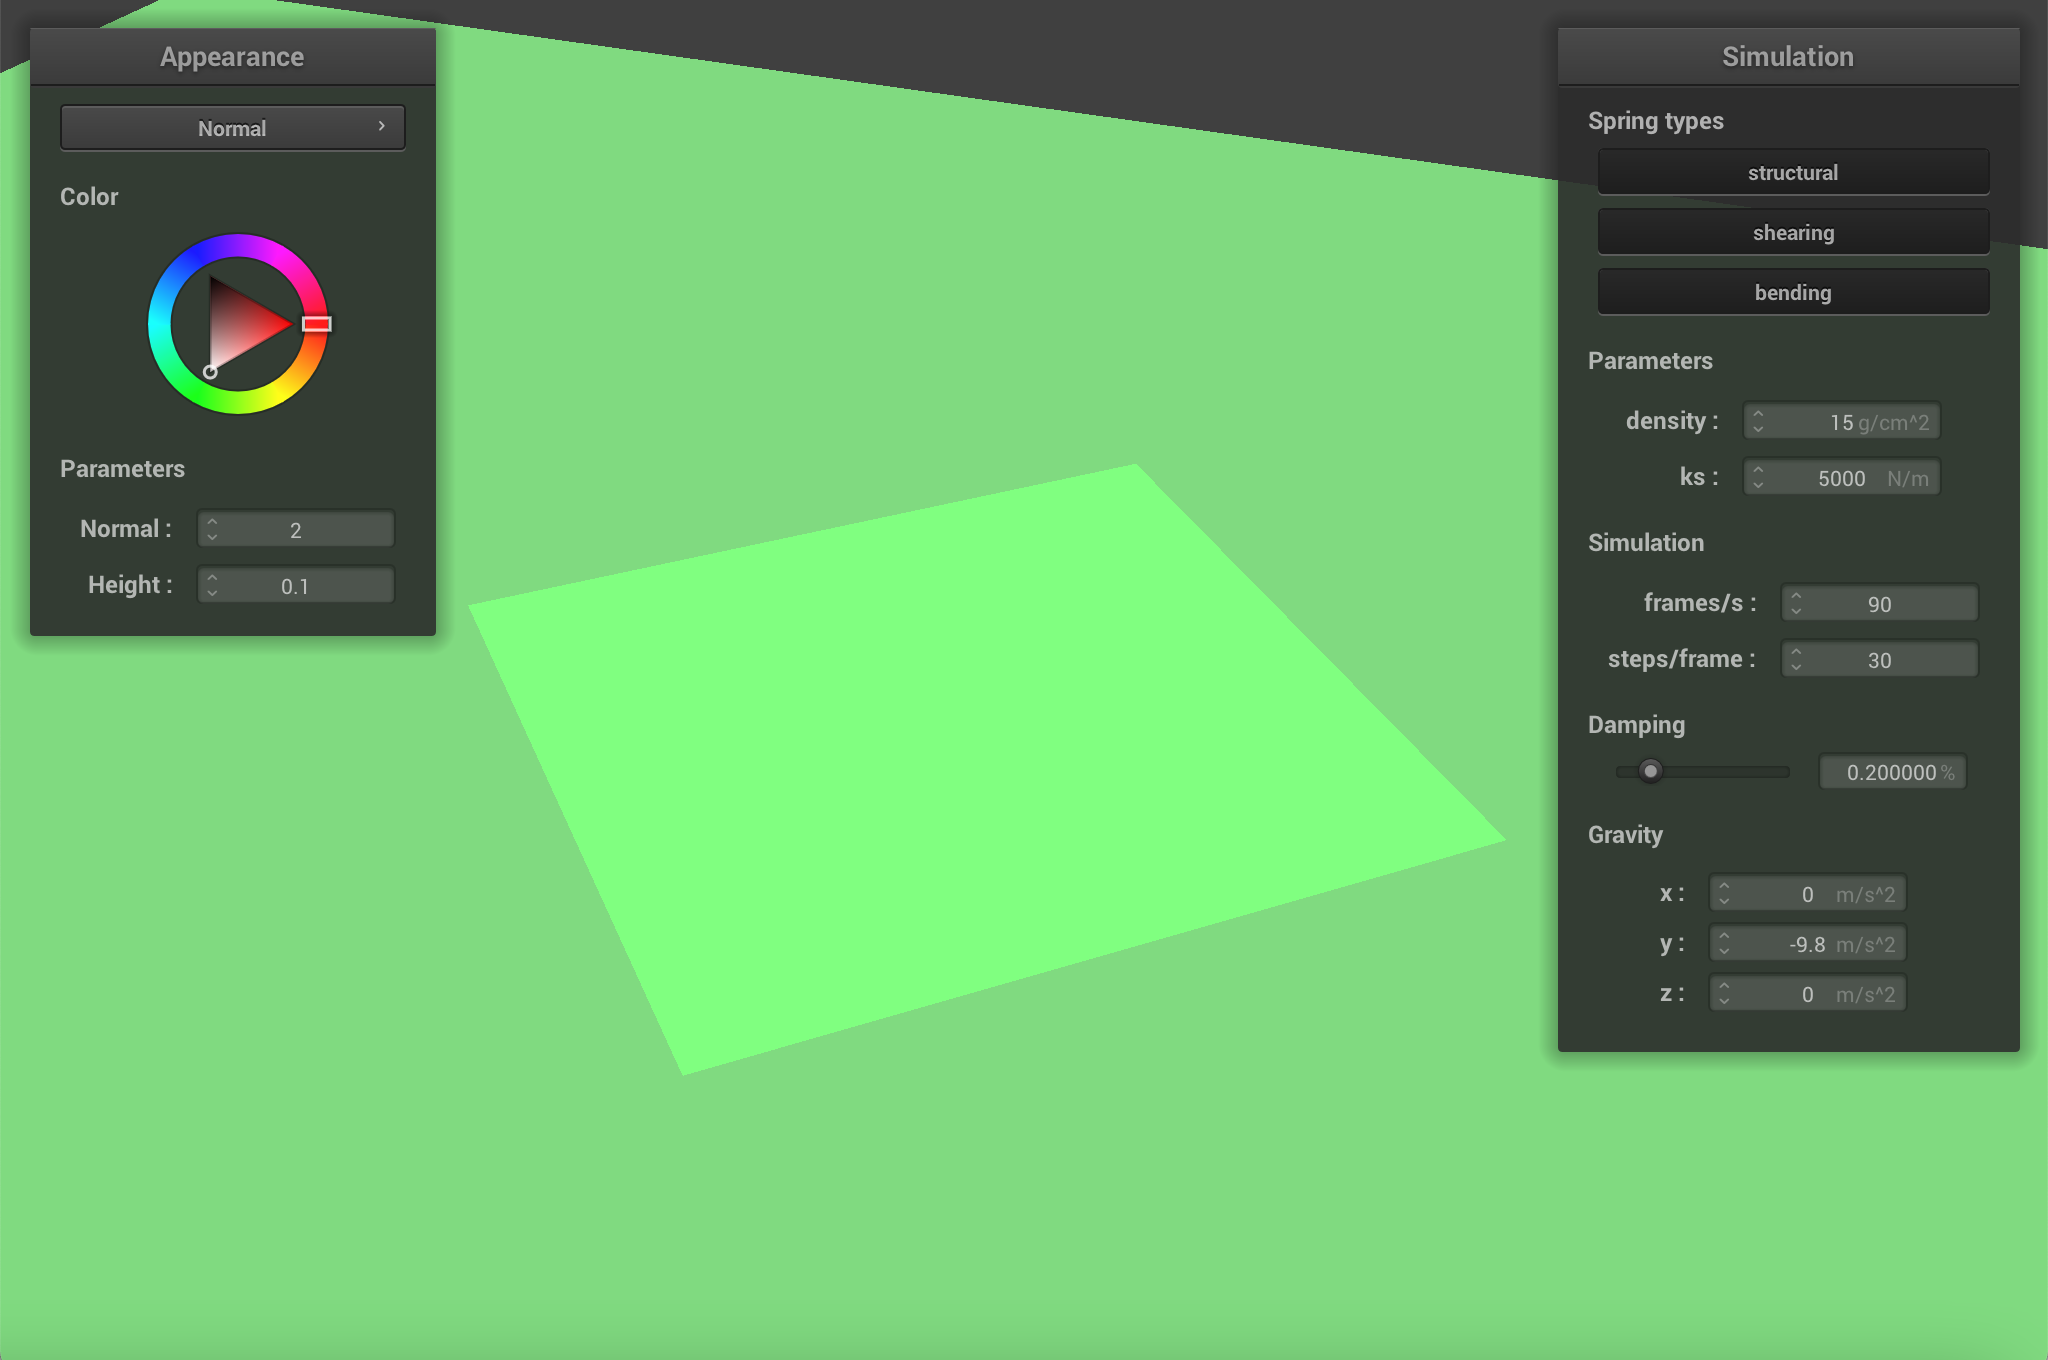 Appearance
Normal
Color
Parameters
Normal : 2
Height : 0.1
Simulation
Spring types
structural
shearing
bending
Parameters
density : 15 g/cm^2
ks : 5000 N/m
Simulation
frames/s : 90
steps/frame : 30
Damping
0.200000 %
Gravity
x : 0 m/s^2
y : -9.8 m/s^2
z : 0 m/s^2